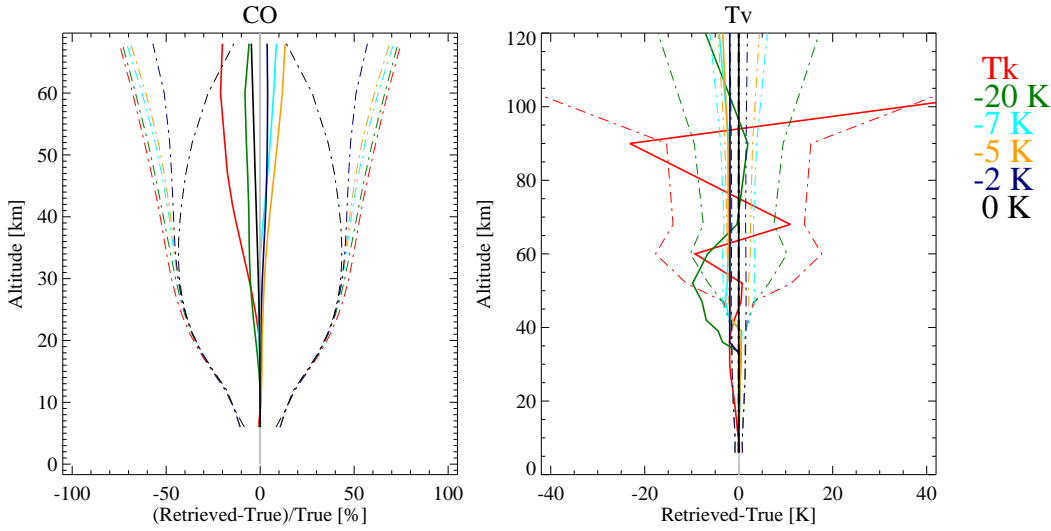 CO
60
50
40
30
20
10
0
Altitude [km]
-100
-50
0
50
100
(Retrieved-True)/True [%]
Tv
120
100
80
60
40
20
0
Altitude [km]
-40
-20
0
20
40
Retrieved-True [K]
Tk
-20 K
-7 K
-5 K
-2 K
0 K